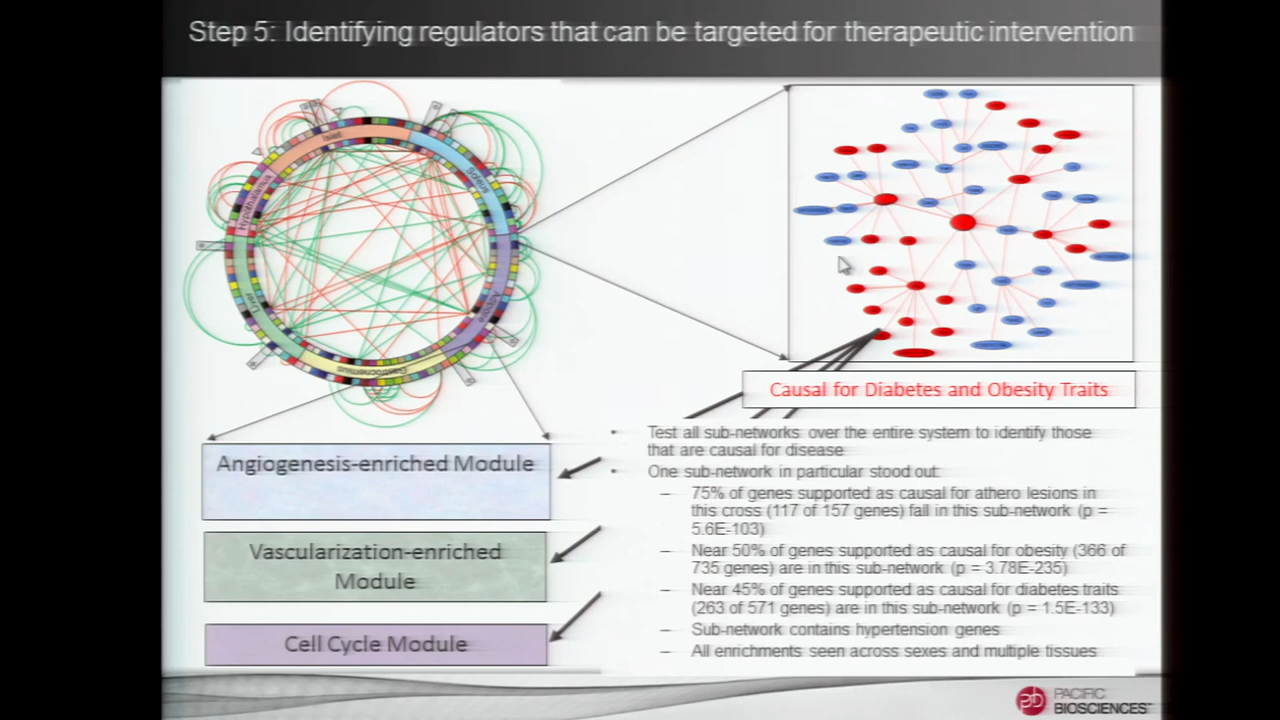 Step 5: Identifying regulators that can be targeted for therapeutic intervention
Islet
Soleus
Hypothalamus
Liver
Adipose
Gastrocnemius
Causal for Diabetes and Obesity Traits
Angiogenesis-enriched Module
Vascularization-enriched
Module
Cell Cycle Module
• Test all sub-networks over the entire system to identify those
that are causal for disease
• One sub-network in particular stood out:
– 75% of genes supported as causal for athero lesions in
this cross (117 of 157 genes) fall in this sub-network (p =
5.6E-103)
– Near 50% of genes supported as causal for obesity (366 of
735 genes) are in this sub-network (p = 3.78E-235)
– Near 45% of genes supported as causal for diabetes traits
(263 of 571 genes) are in this sub-network (p = 1.5E-133)
– Sub-network contains hypertension genes
– All enrichments seen across sexes and multiple tissues
PACIFIC
BIOSCIENCES